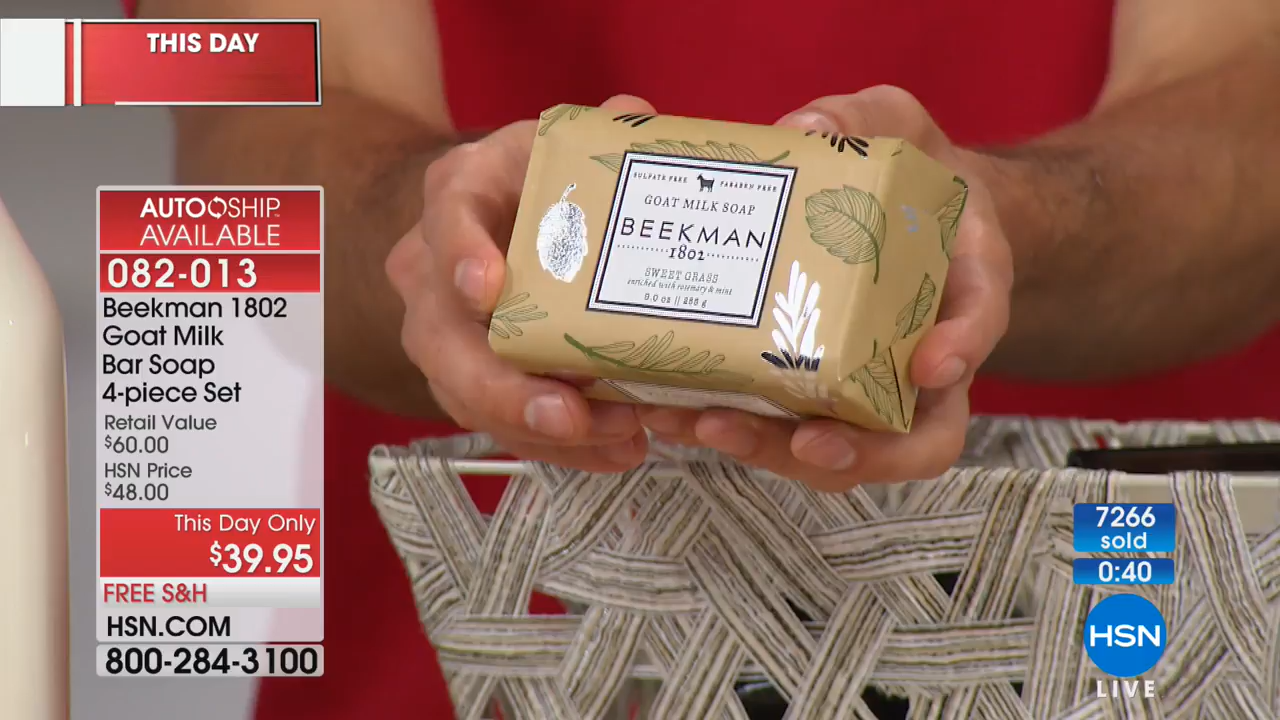 THIS DAY
AUTOSHIP
AVAILABLE
082-013
Beekman 1802
Goat Milk
Bar Soap
4-piece Set
Retail Value
$60.00
HSN Price
$48.00
This Day Only
$39.95
FREE S&H
HSN.COM
800-284-3100
SULFATE FREE PARABEN FREE
GOAT MILK SOAP
BEEKMAN
1802
SWEET GRASS
enriched with rosemary & mint
9.0 oz // 255 g
7266
sold
0:40
HSN
LIVE